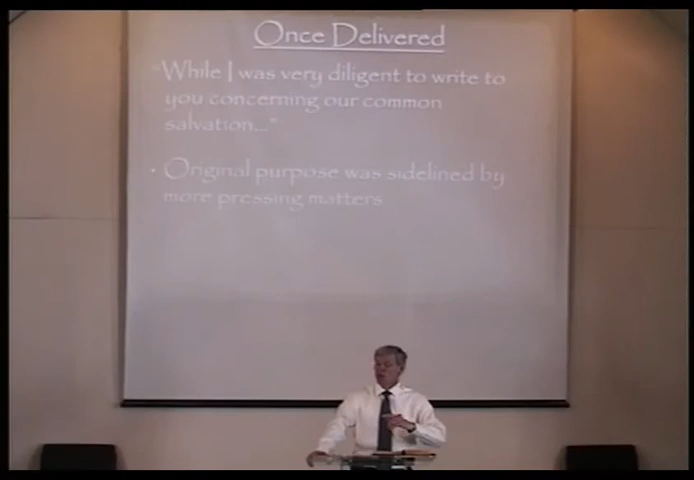 Once Delivered
"While I was very diligent to write to
you concerning our common
salvation..."
• Original purpose was sidelined by
more pressing matters